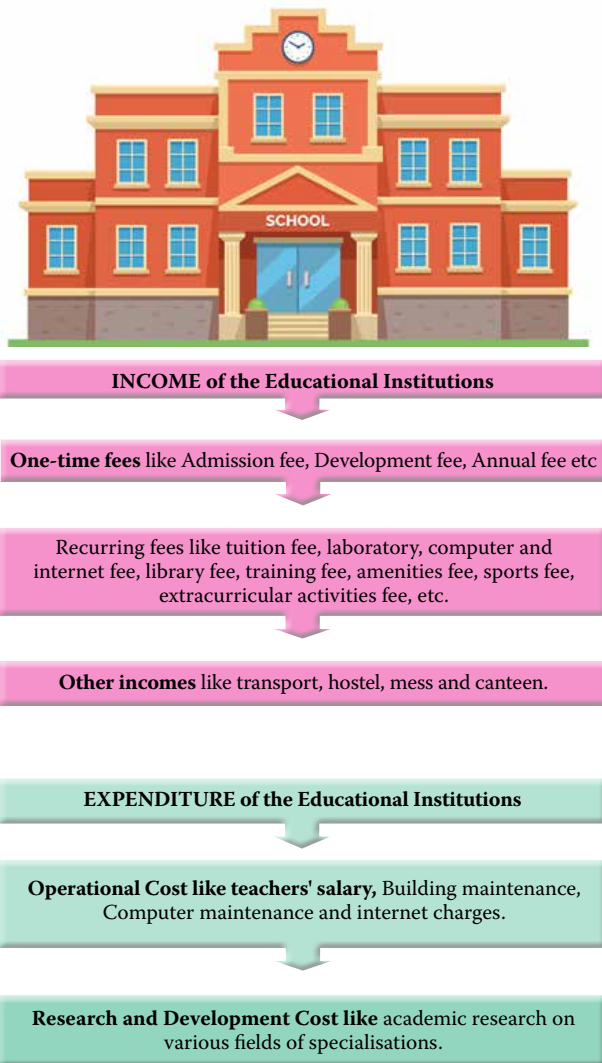 SCHOOL
INCOME of the Educational Institutions
One-time fees like Admission fee, Development fee, Annual fee etc
Recurring fees like tuition fee, laboratory, computer and
internet fee, library fee, training fee, amenities fee, sports fee,
extracurricular activities fee, etc.
Other incomes like transport, hostel, mess and canteen.
EXPENDITURE of the Educational Institutions
Operational Cost like teachers' salary, Building maintenance,
Computer maintenance and internet charges.
Research and Development Cost like academic research on
various fields of specialisations.